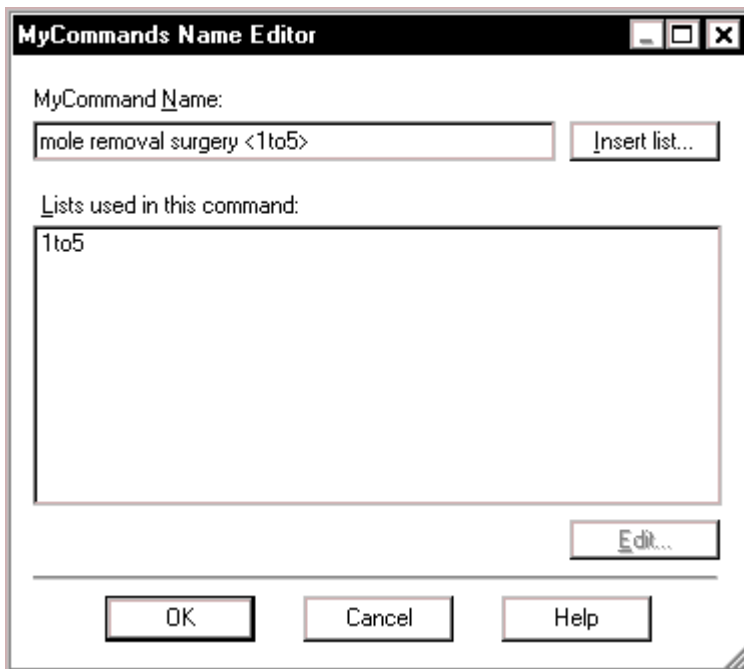 MyCommands Name Editor
MyCommand Name:
mole removal surgery <1to5>
Insert list...
Lists used in this command:
1to5
Edit...
OK
Cancel
Help